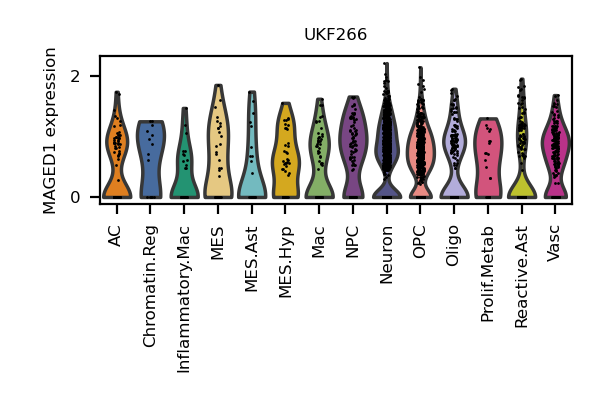 UKF266
MAGED1 expression
2
0
AC
Chromatin.Reg
Inflammatory.Mac
MES
MES.Ast
MES.Hyp
Mac
NPC
Neuron
OPC
Oligo
Prolif.Metab
Reactive.Ast
Vasc